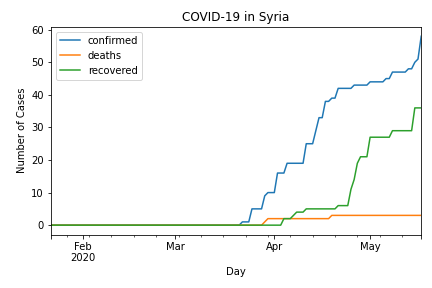 COVID-19 in Syria
confirmed
deaths
recovered
Number of Cases
60
50
40
30
20
10
0
Feb
2020
Mar
Apr
May
Day